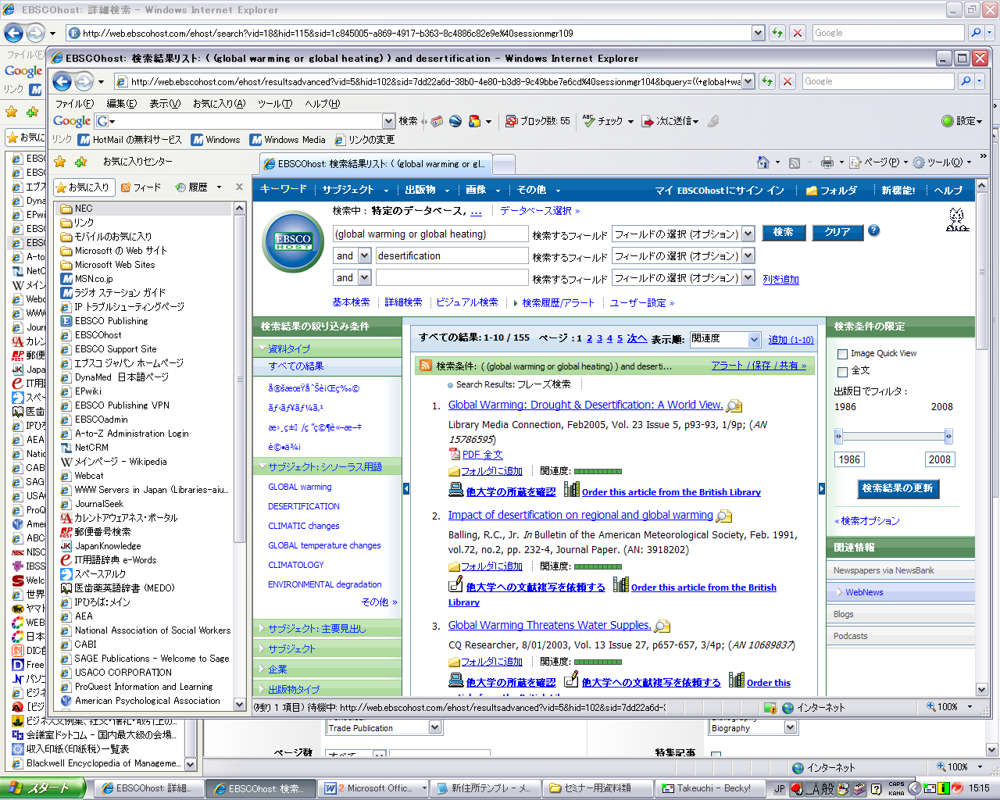 EBSCOhost: 詳細検索 - Windows Internet Explorer
http://web.ebscohost.com/ehost/search?vid=18&hid=115&sid=1c845005-a869-4917-b363-8c4886c82e9e%40sessionmgr109
Google
EBSCOhost: 検索結果リスト: ( (global warming or global heating) ) and desertification - Windows Internet Explorer
http://web.ebscohost.com/ehost/resultsadvanced?vid=5&hid=102&sid=7dd22a6d-38b0-4e80-b3d8-9c49bbe7e6cd%40sessionmgr104&bquery=((+global+wa
Google
ファイル(F) 編集(E) 表示(V) お気に入り(A) ツール(T) ヘルプ(H)
Google 検索 ブロック数: 55 チェック 次に送信 設定
リンク HotMail の無料サービス Windows Windows Media リンクの変更
お気に入りセンター EBSCOhost: 検索結果リスト: ( (global warming or gl... ページ(P) ツール(O)
お気に入り フィード 履歴
NEC
リンク
モバイルのお気に入り
Microsoft の Web サイト
Microsoft Web Sites
MSN.co.jp
ラジオ ステーション ガイド
IP トラブルシューティングページ
EBSCO Publishing
EBSCOhost
EBSCO Support Site
エブスコ ジャパン ホームページ
DynaMed 日本語ページ
EPwiki
EBSCO Publishing VPN
EBSCOadmin
A-to-Z Administration Login
NetCRM
メインページ - Wikipedia
Webcat
WWW Servers in Japan (Libraries-aiu...
JournalSeek
カレントアウェアネス・ポータル
郵便番号検索
JapanKnowledge
IT用語辞典 e-Words
スペースアルク
医歯薬英語辞書 (MEDO)
IPひろば:メイン
AEA
National Association of Social Workers
CABI
SAGE Publications - Welcome to Sage
USACO CORPORATION
ProQuest Information and Learning
American Psychological Association
キーワード サブジェクト 出版物 画像 その他 マイ EBSCOhostにサイン イン フォルダ 新機能! ヘルプ
EBSCO HOST
検索中 : 特定のデータベース, ... データベース選択 »
(global warming or global heating) 検索するフィールド フィールドの選択 (オプション) 検索 クリア
and desertification 検索するフィールド フィールドの選択 (オプション)
and 検索するフィールド フィールドの選択 (オプション) 列を追加
基本検索 詳細検索 ビジュアル検索 検索履歴/アラート ユーザー設定 »
検索結果の絞り込み条件
資料タイプ
すべての結果
サブジェクト: シソーラス用語
GLOBAL warming
DESERTIFICATION
CLIMATIC changes
GLOBAL temperature changes
CLIMATOLOGY
ENVIRONMENTAL degradation
その他 »
サブジェクト: 主要見出し
サブジェクト
企業
出版物タイプ
すべての結果: 1-10 / 155 ページ : 1 2 3 4 5 次へ 表示順: 関連度 追加 (1-10)
検索条件: ( (global warming or global heating) ) and deserti... アラート / 保存 / 共有 »
Search Results: フレーズ検索
1. Global Warming: Drought & Desertification: A World View.
Library Media Connection, Feb2005, Vol. 23 Issue 5, p93-93, 1/9p; (AN
15786595)
PDF 全文
フォルダに追加 関連度:
他大学の所蔵を確認 Order this article from the British Library
2. Impact of desertification on regional and global warming
Balling, R.C., Jr. In Bulletin of the American Meteorological Society, Feb. 1991,
vol.72, no.2, pp. 232-4, Journal Paper. (AN: 3918202)
フォルダに追加 関連度:
他大学への文献複写を依頼する Order this article from the British
Library
3. Global Warming Threatens Water Supplies.
CQ Researcher, 8/01/2003, Vol. 13 Issue 27, p657-657, 3/4p; (AN 10689837)
フォルダに追加 関連度:
他大学の所蔵を確認 他大学への文献複写を依頼する Order this
検索条件の限定
Image Quick View
全文
出版日でフィルタ :
1986 2008
1986 2008
検索結果の更新
« 検索オプション
関連情報
Newspapers via NewsBank
WebNews
Blogs
Podcasts
(残り 1 項目) 待機中: http://web.ebscohost.com/ehost/resultsadvanced?vid=5&hid=102&sid=7dd22a6d-3
インターネット 100%
ビジネス文例集、社交・儀礼・取引上の...
会議室ドットコム - 国内最大級の会場...
収入印紙(印紙税)一覧表
Blackwell Encyclopedia of Manageme...
Trade Publication
Biography
ページ数
すべて
特集記事
インターネット 100%
スタート EBSCOhost: 詳細... EBSCOhost: 検索... 2 Microsoft Offic... 新住所テンプレ - メ... セミナー用資料類 Takeuchi - Becky! JP A 般 CAPS KANA 15:15